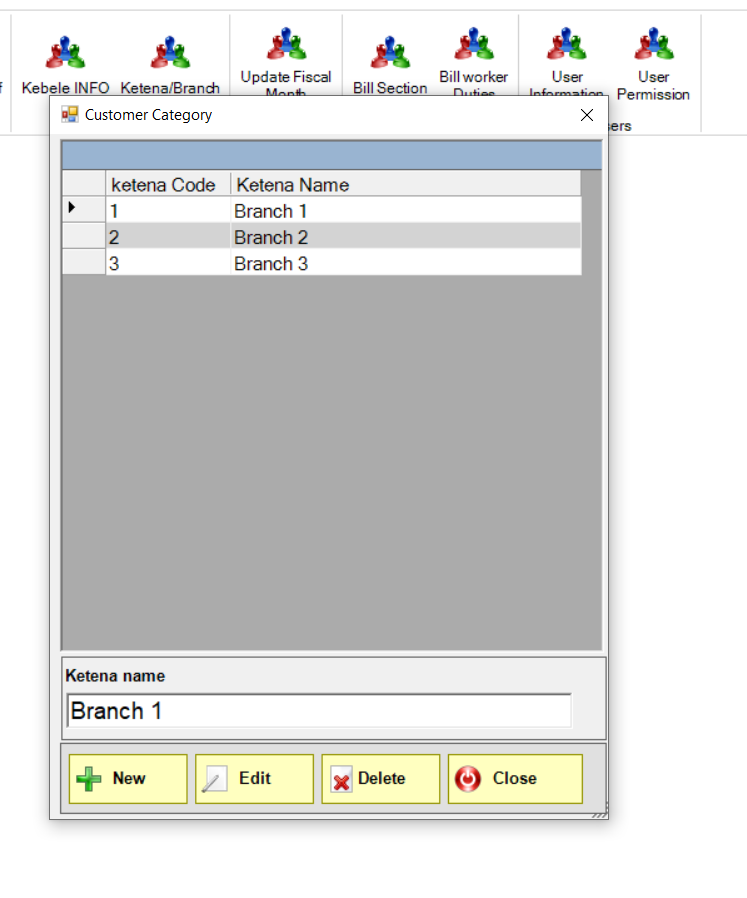 f
Kebele INFO
Ketena/Branch
Update Fiscal
Month
Bill Section
Bill worker
Duties
User
Information
User
Permission
sers
Customer Category
ketena Code Ketena Name
1 Branch 1
2 Branch 2
3 Branch 3
Ketena name
Branch 1
New Edit Delete Close